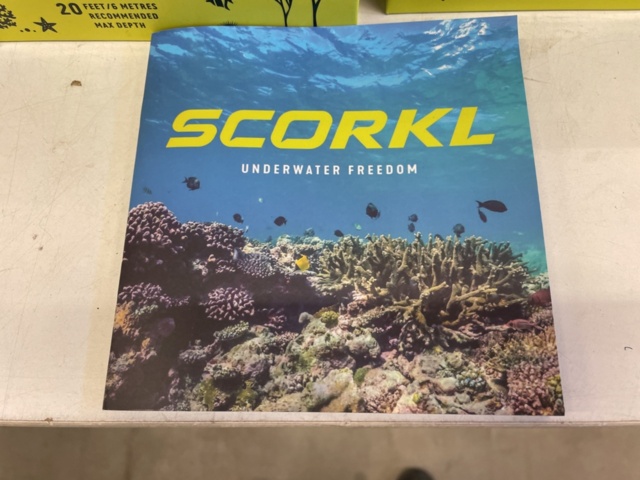 20 FEET/6 METRES
RECOMMENDED
MAX DEPTH
SCORKL
UNDERWATER FREEDOM